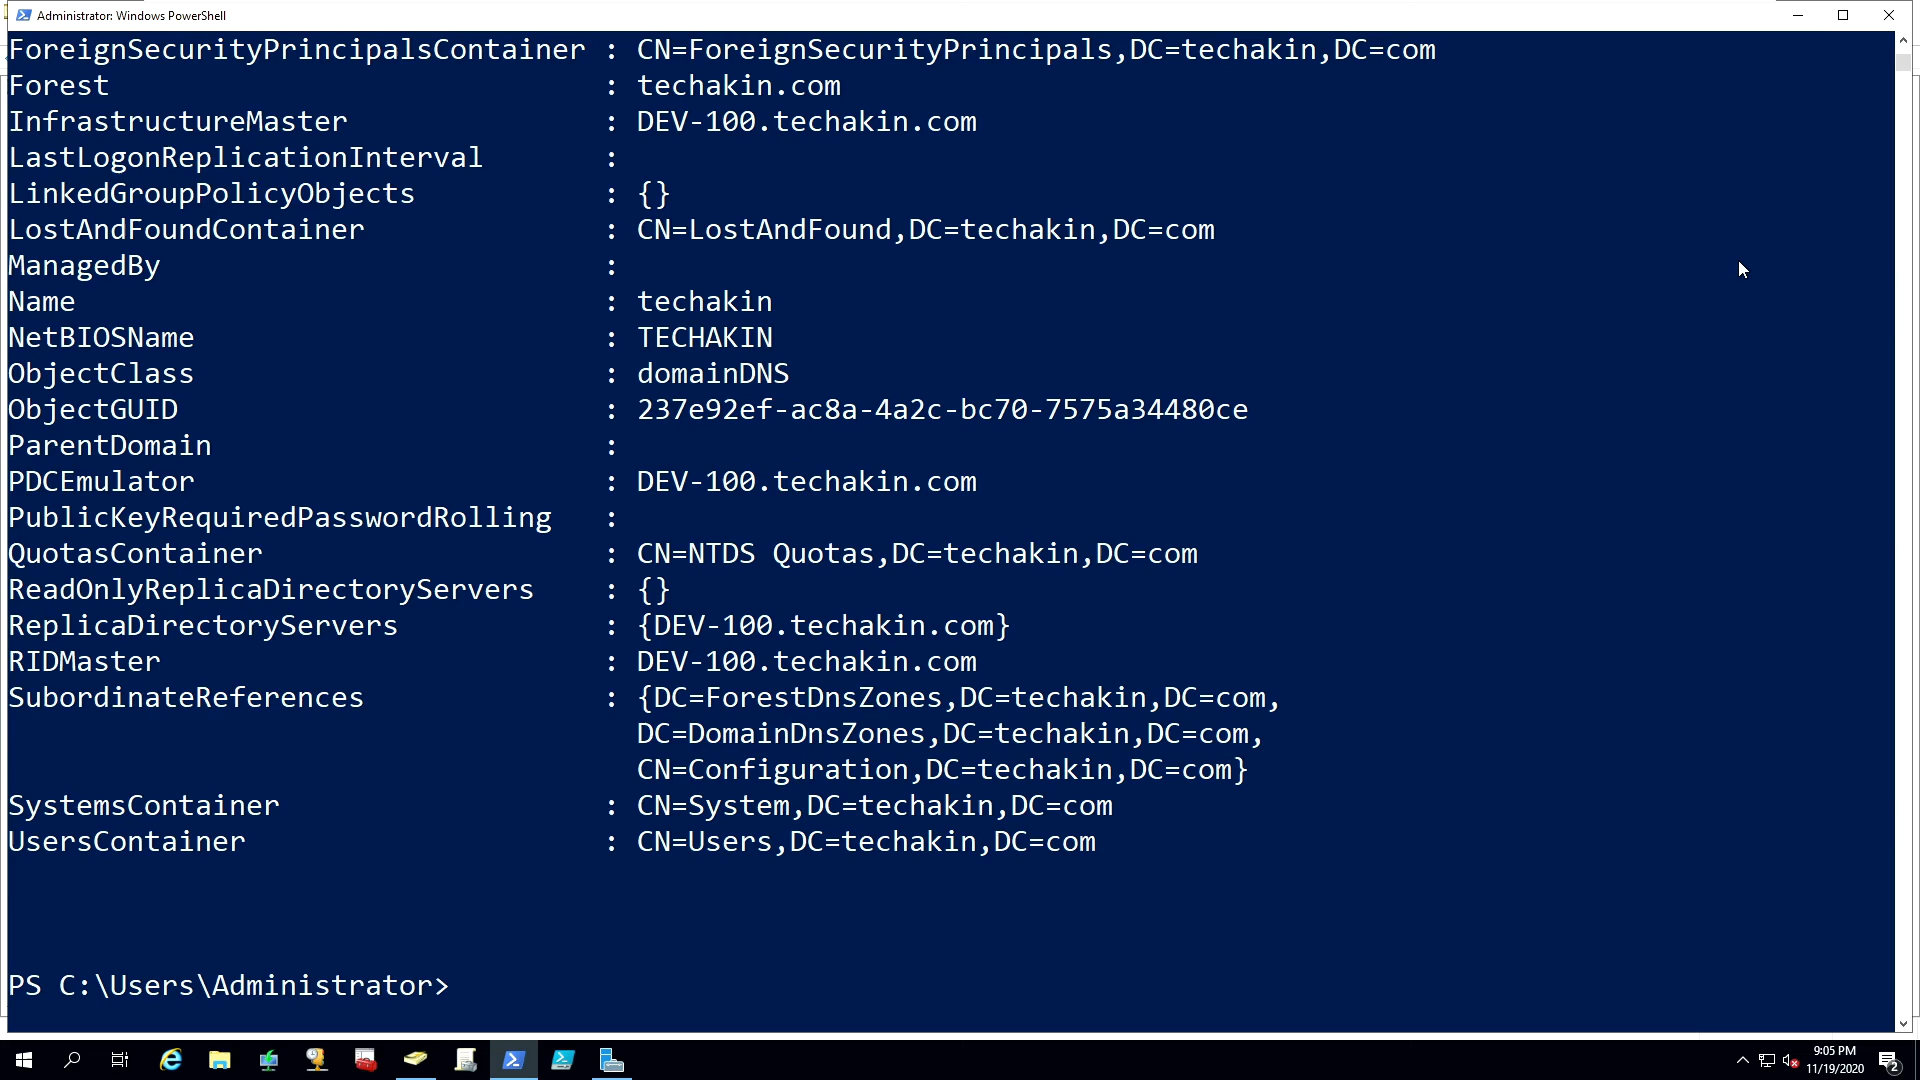 Administrator: Windows PowerShell
ForeignSecurityPrincipalsContainer : CN=ForeignSecurityPrincipals,DC=techakin,DC=com
Forest : techakin.com
InfrastructureMaster : DEV-100.techakin.com
LastLogonReplicationInterval :
LinkedGroupPolicyObjects : {}
LostAndFoundContainer : CN=LostAndFound,DC=techakin,DC=com
ManagedBy :
Name : techakin
NetBIOSName : TECHAKIN
ObjectClass : domainDNS
ObjectGUID : 237e92ef-ac8a-4a2c-bc70-7575a34480ce
ParentDomain :
PDCEmulator : DEV-100.techakin.com
PublicKeyRequiredPasswordRolling :
QuotasContainer : CN=NTDS Quotas,DC=techakin,DC=com
ReadOnlyReplicaDirectoryServers : {}
ReplicaDirectoryServers : {DEV-100.techakin.com}
RIDMaster : DEV-100.techakin.com
SubordinateReferences : {DC=ForestDnsZones,DC=techakin,DC=com,
DC=DomainDnsZones,DC=techakin,DC=com,
CN=Configuration,DC=techakin,DC=com}
SystemsContainer : CN=System,DC=techakin,DC=com
UsersContainer : CN=Users,DC=techakin,DC=com
PS C:\Users\Administrator>
9:05 PM
11/19/2020
2